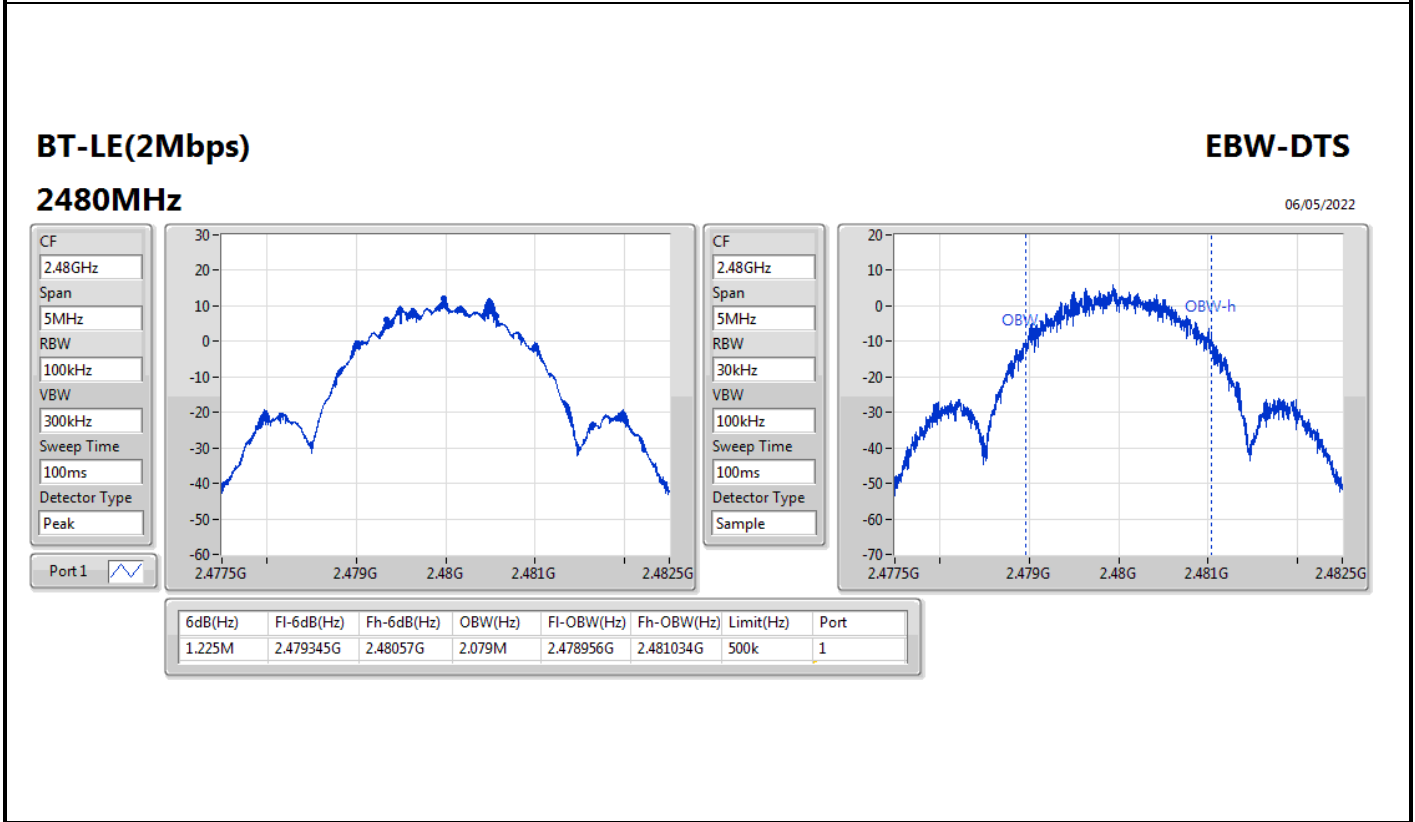 BT-LE(2Mbps)
EBW-DTS
2480MHz
06/05/2022
CF
2.48GHz
Span
5MHz
RBW
100kHz
VBW
300kHz
Sweep Time
100ms
Detector Type
Peak
Port 1
30
20
10
0
-10
-20
-30
-40
-50
-60
2.4775G 2.479G 2.48G 2.481G 2.4825G
CF
2.48GHz
Span
5MHz
RBW
30kHz
VBW
100kHz
Sweep Time
100ms
Detector Type
Sample
20
10
0
-10
-20
-30
-40
-50
-60
-70
OBW-
OBW-h
2.4775G 2.479G 2.48G 2.481G 2.4825G
6dB(Hz) Fl-6dB(Hz) Fh-6dB(Hz) OBW(Hz) Fl-OBW(Hz) Fh-OBW(Hz) Limit(Hz) Port
1.225M 2.479345G 2.48057G 2.079M 2.478956G 2.481034G 500k 1